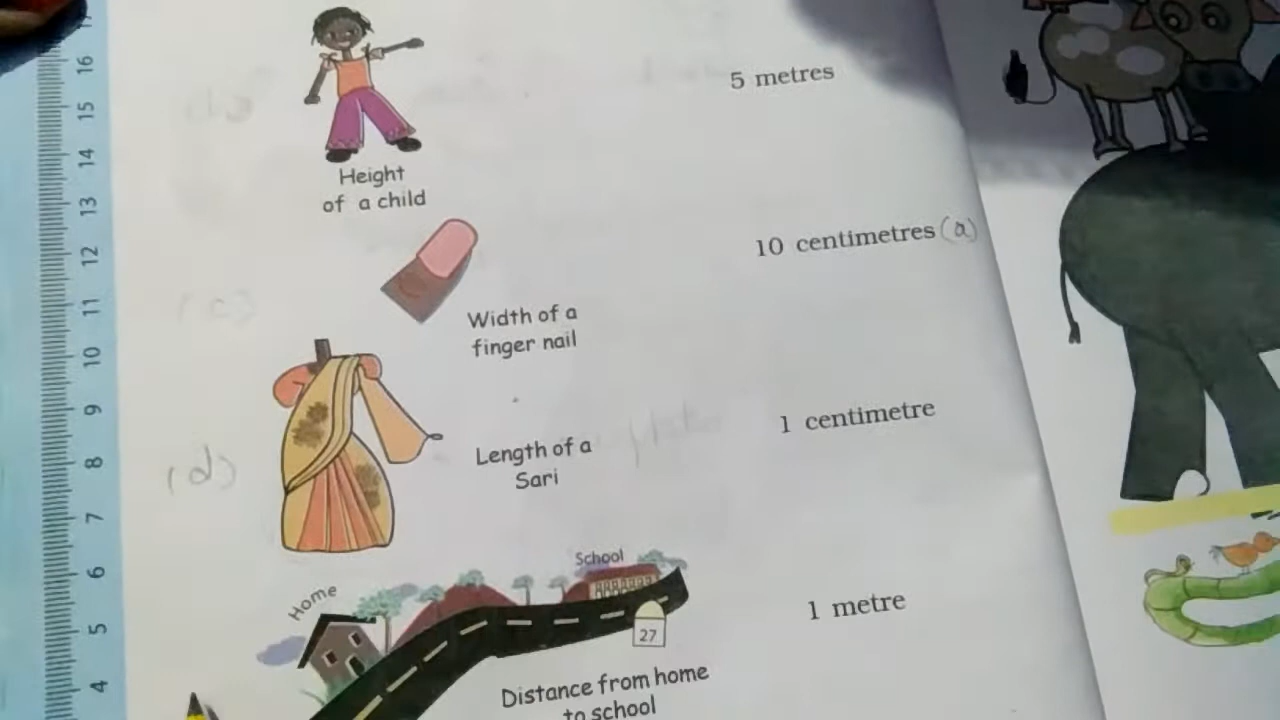 17
16
15
14
13
12
11
10
9
8
7
6
5
4
5 metres
Height
of a child
10 centimetres (a)
Width of a
finger nail
(c)
1 centimetre
Length of a
Sari
(d)
School
Home
27
1 metre
Distance from home
to school